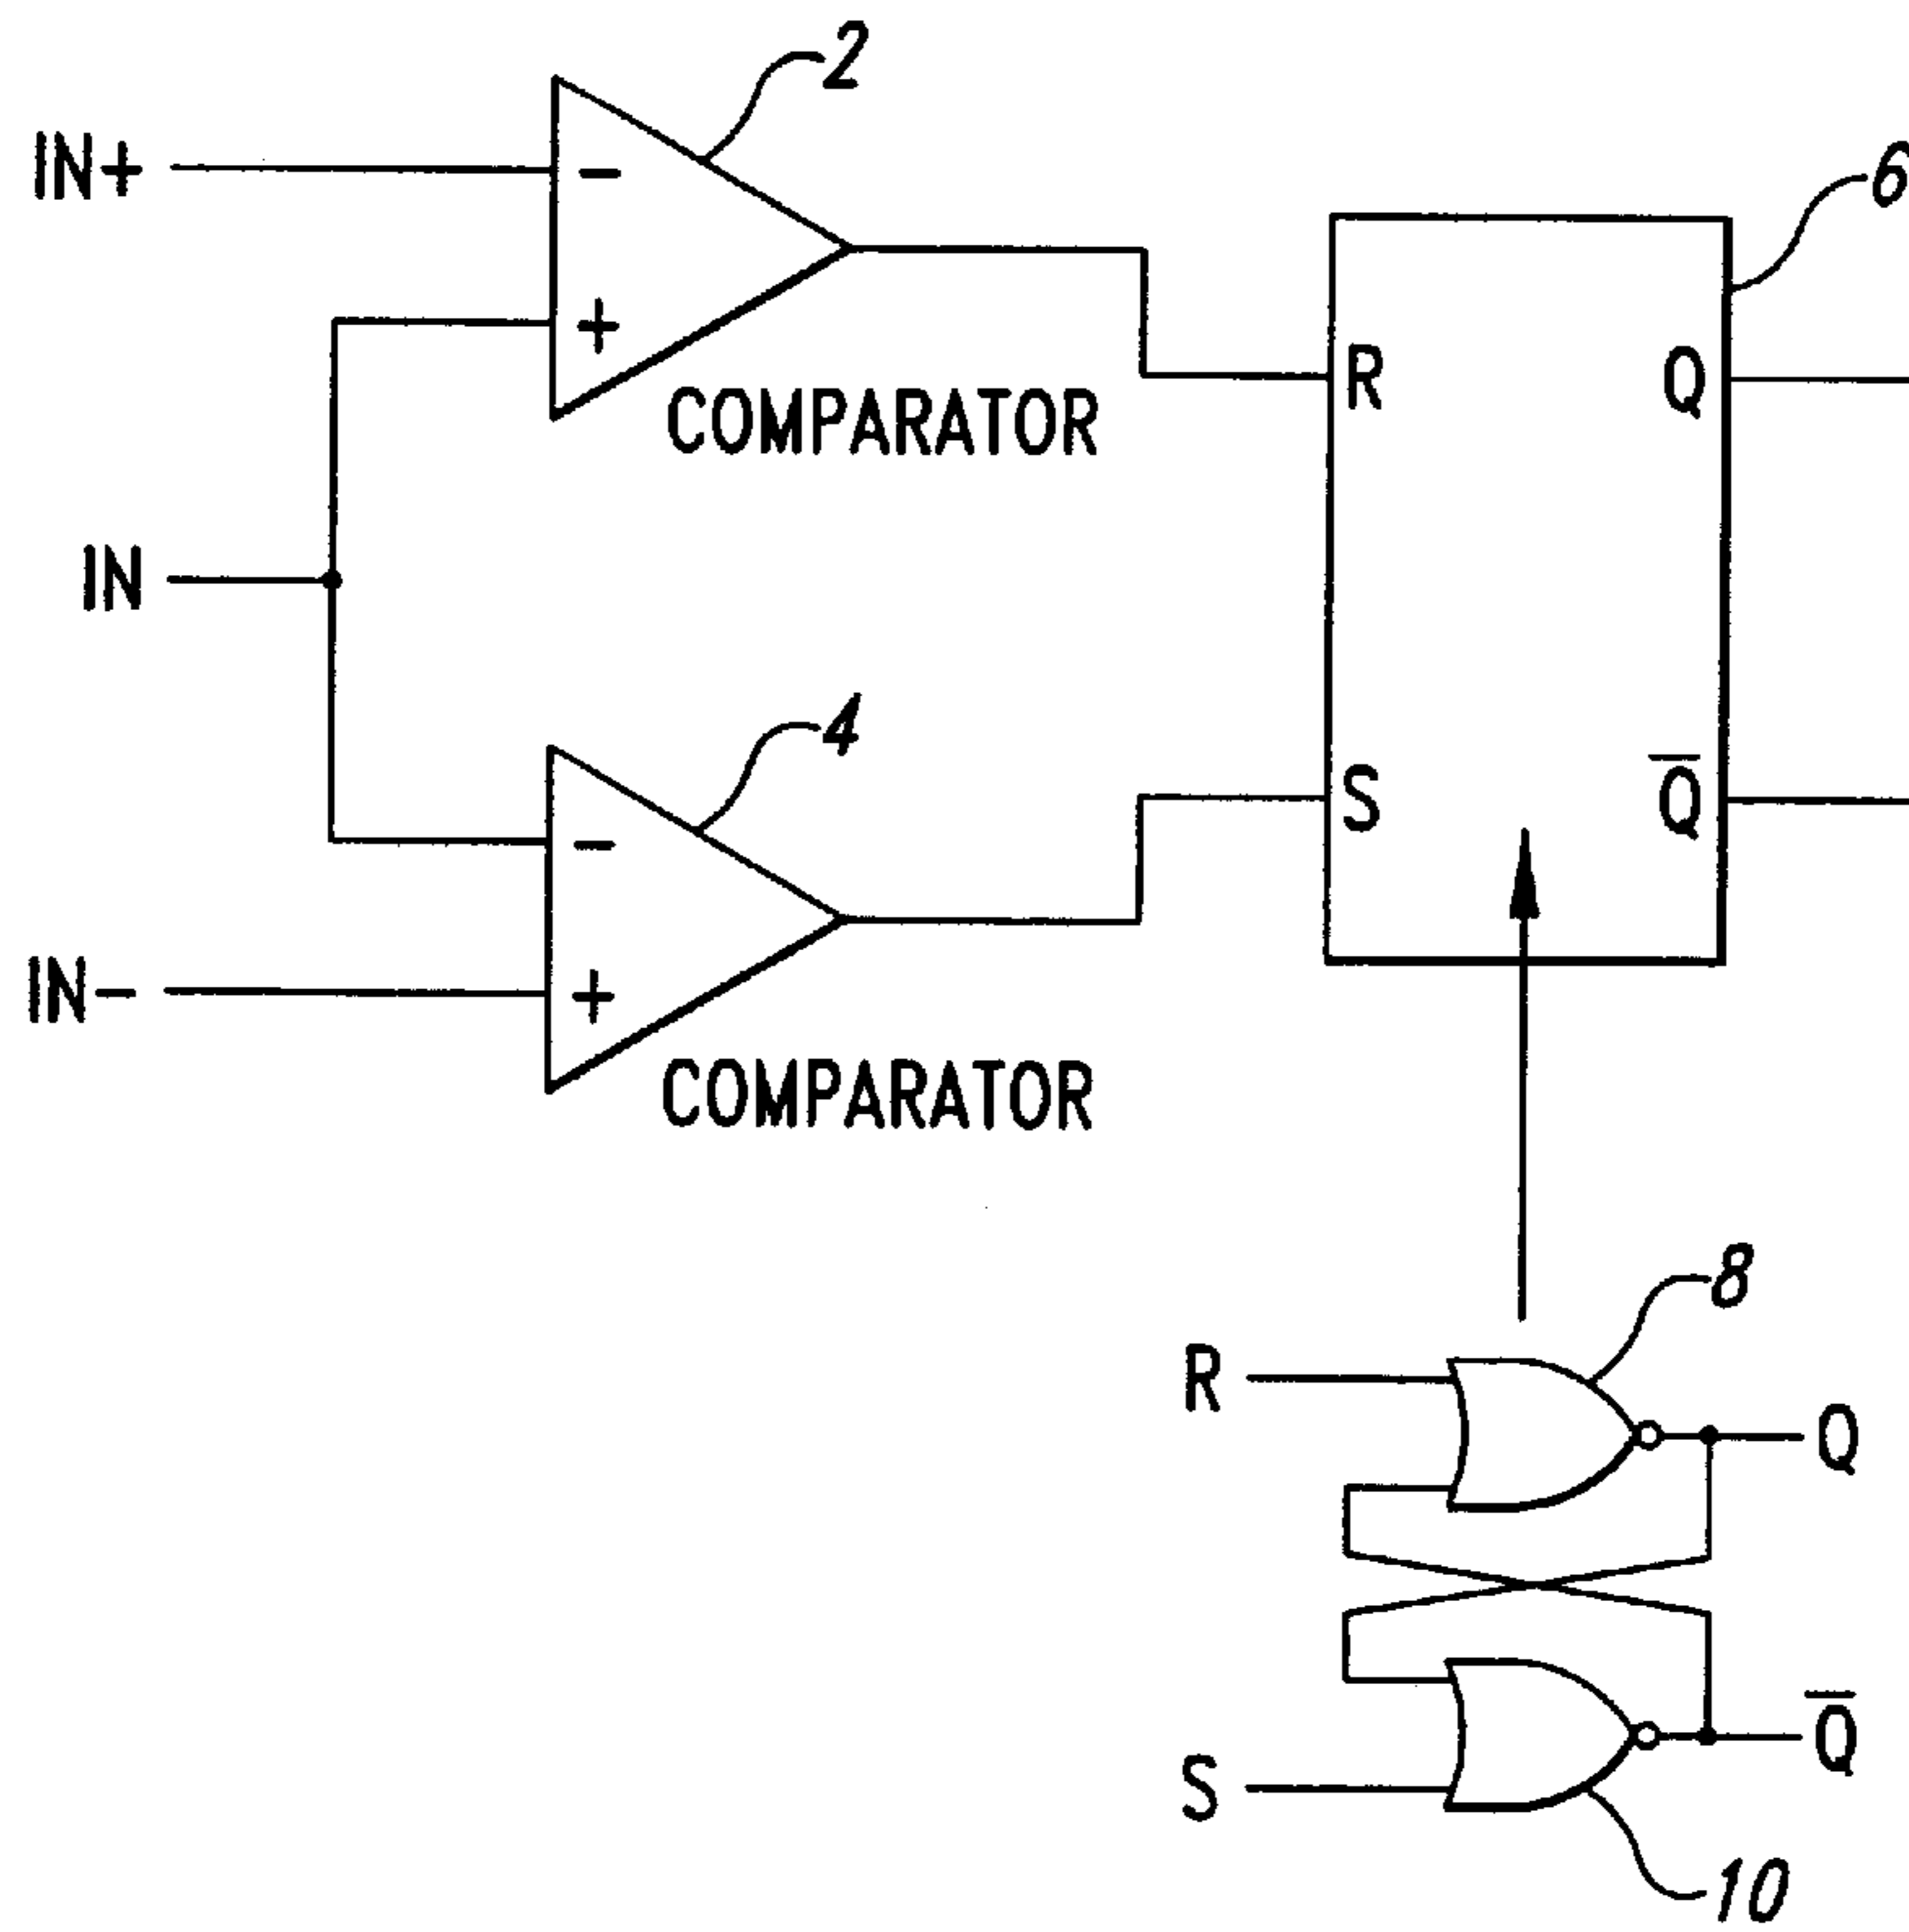 2
IN+
-
6
+
R
Q
COMPARATOR
IN
4
S
Q̅
-
IN-
+
COMPARATOR
8
R
Q
Q̅
S
10